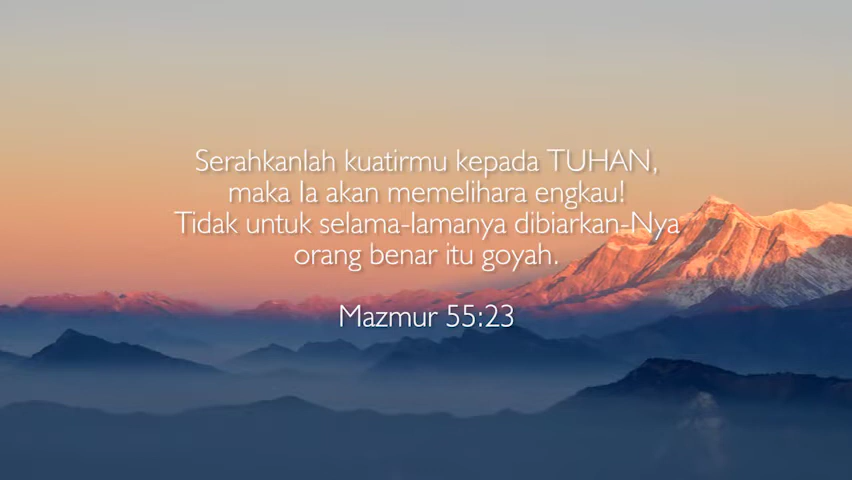 Serahkanlah kuatirmu kepada TUHAN,
maka Ia akan memelihara engkau!
Tidak untuk selama-lamanya dibiarkan-Nya
orang benar itu goyah.
Mazmur 55:23